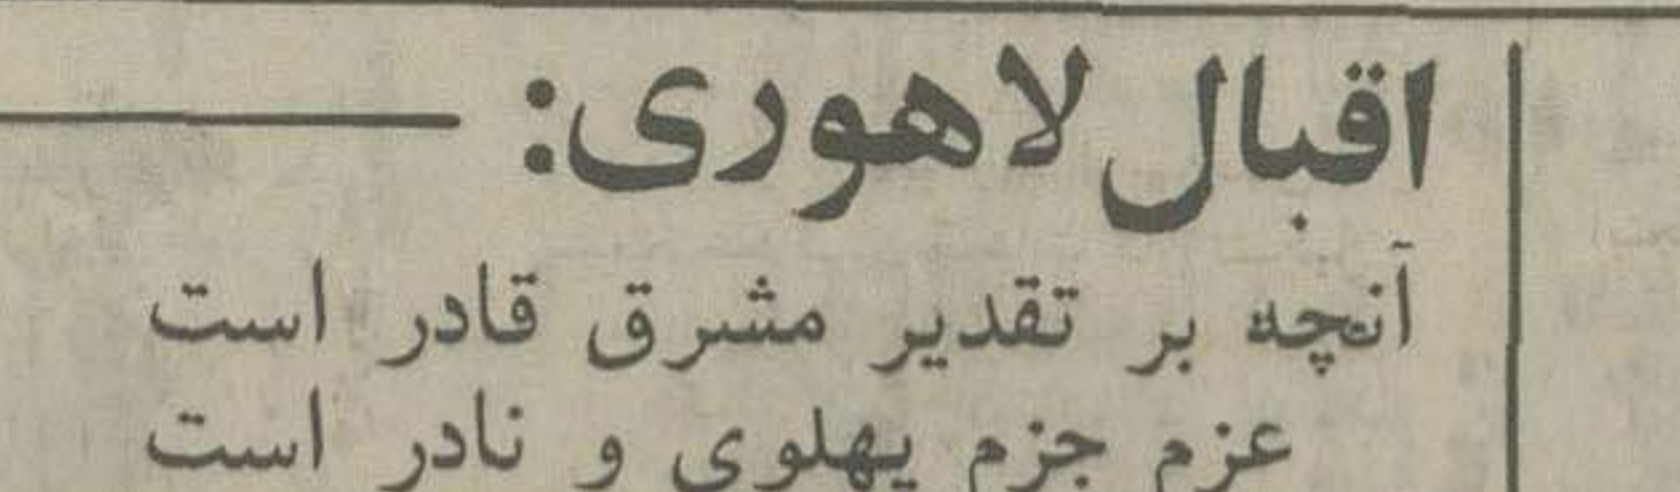 اقبال لاهوری:
آنچه بر تقدیر مشرق قادر است
عزم جزم پهلوی و نادر است